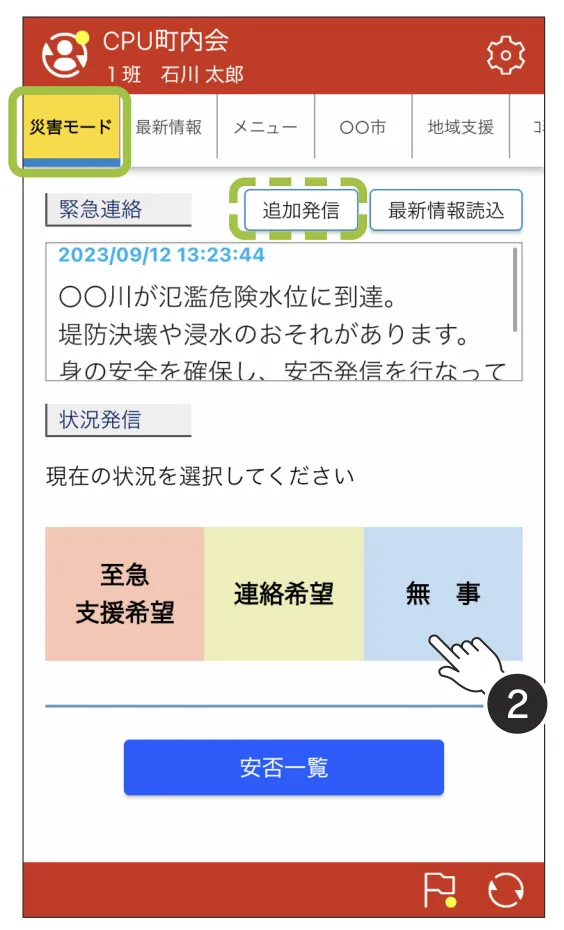 CPU町内会
1班 石川 太郎
災害モード 最新情報 メニュー 〇〇市 地域支援
緊急連絡 追加発信 最新情報読込
2023/09/12 13:23:44
〇〇川が氾濫危険水位に到達。
堤防決壊や浸水のおそれがあります。
身の安全を確保し、安否発信を行なって
状況発信
現在の状況を選択してください
至急
支援希望
連絡希望
無 事
2
安否一覧